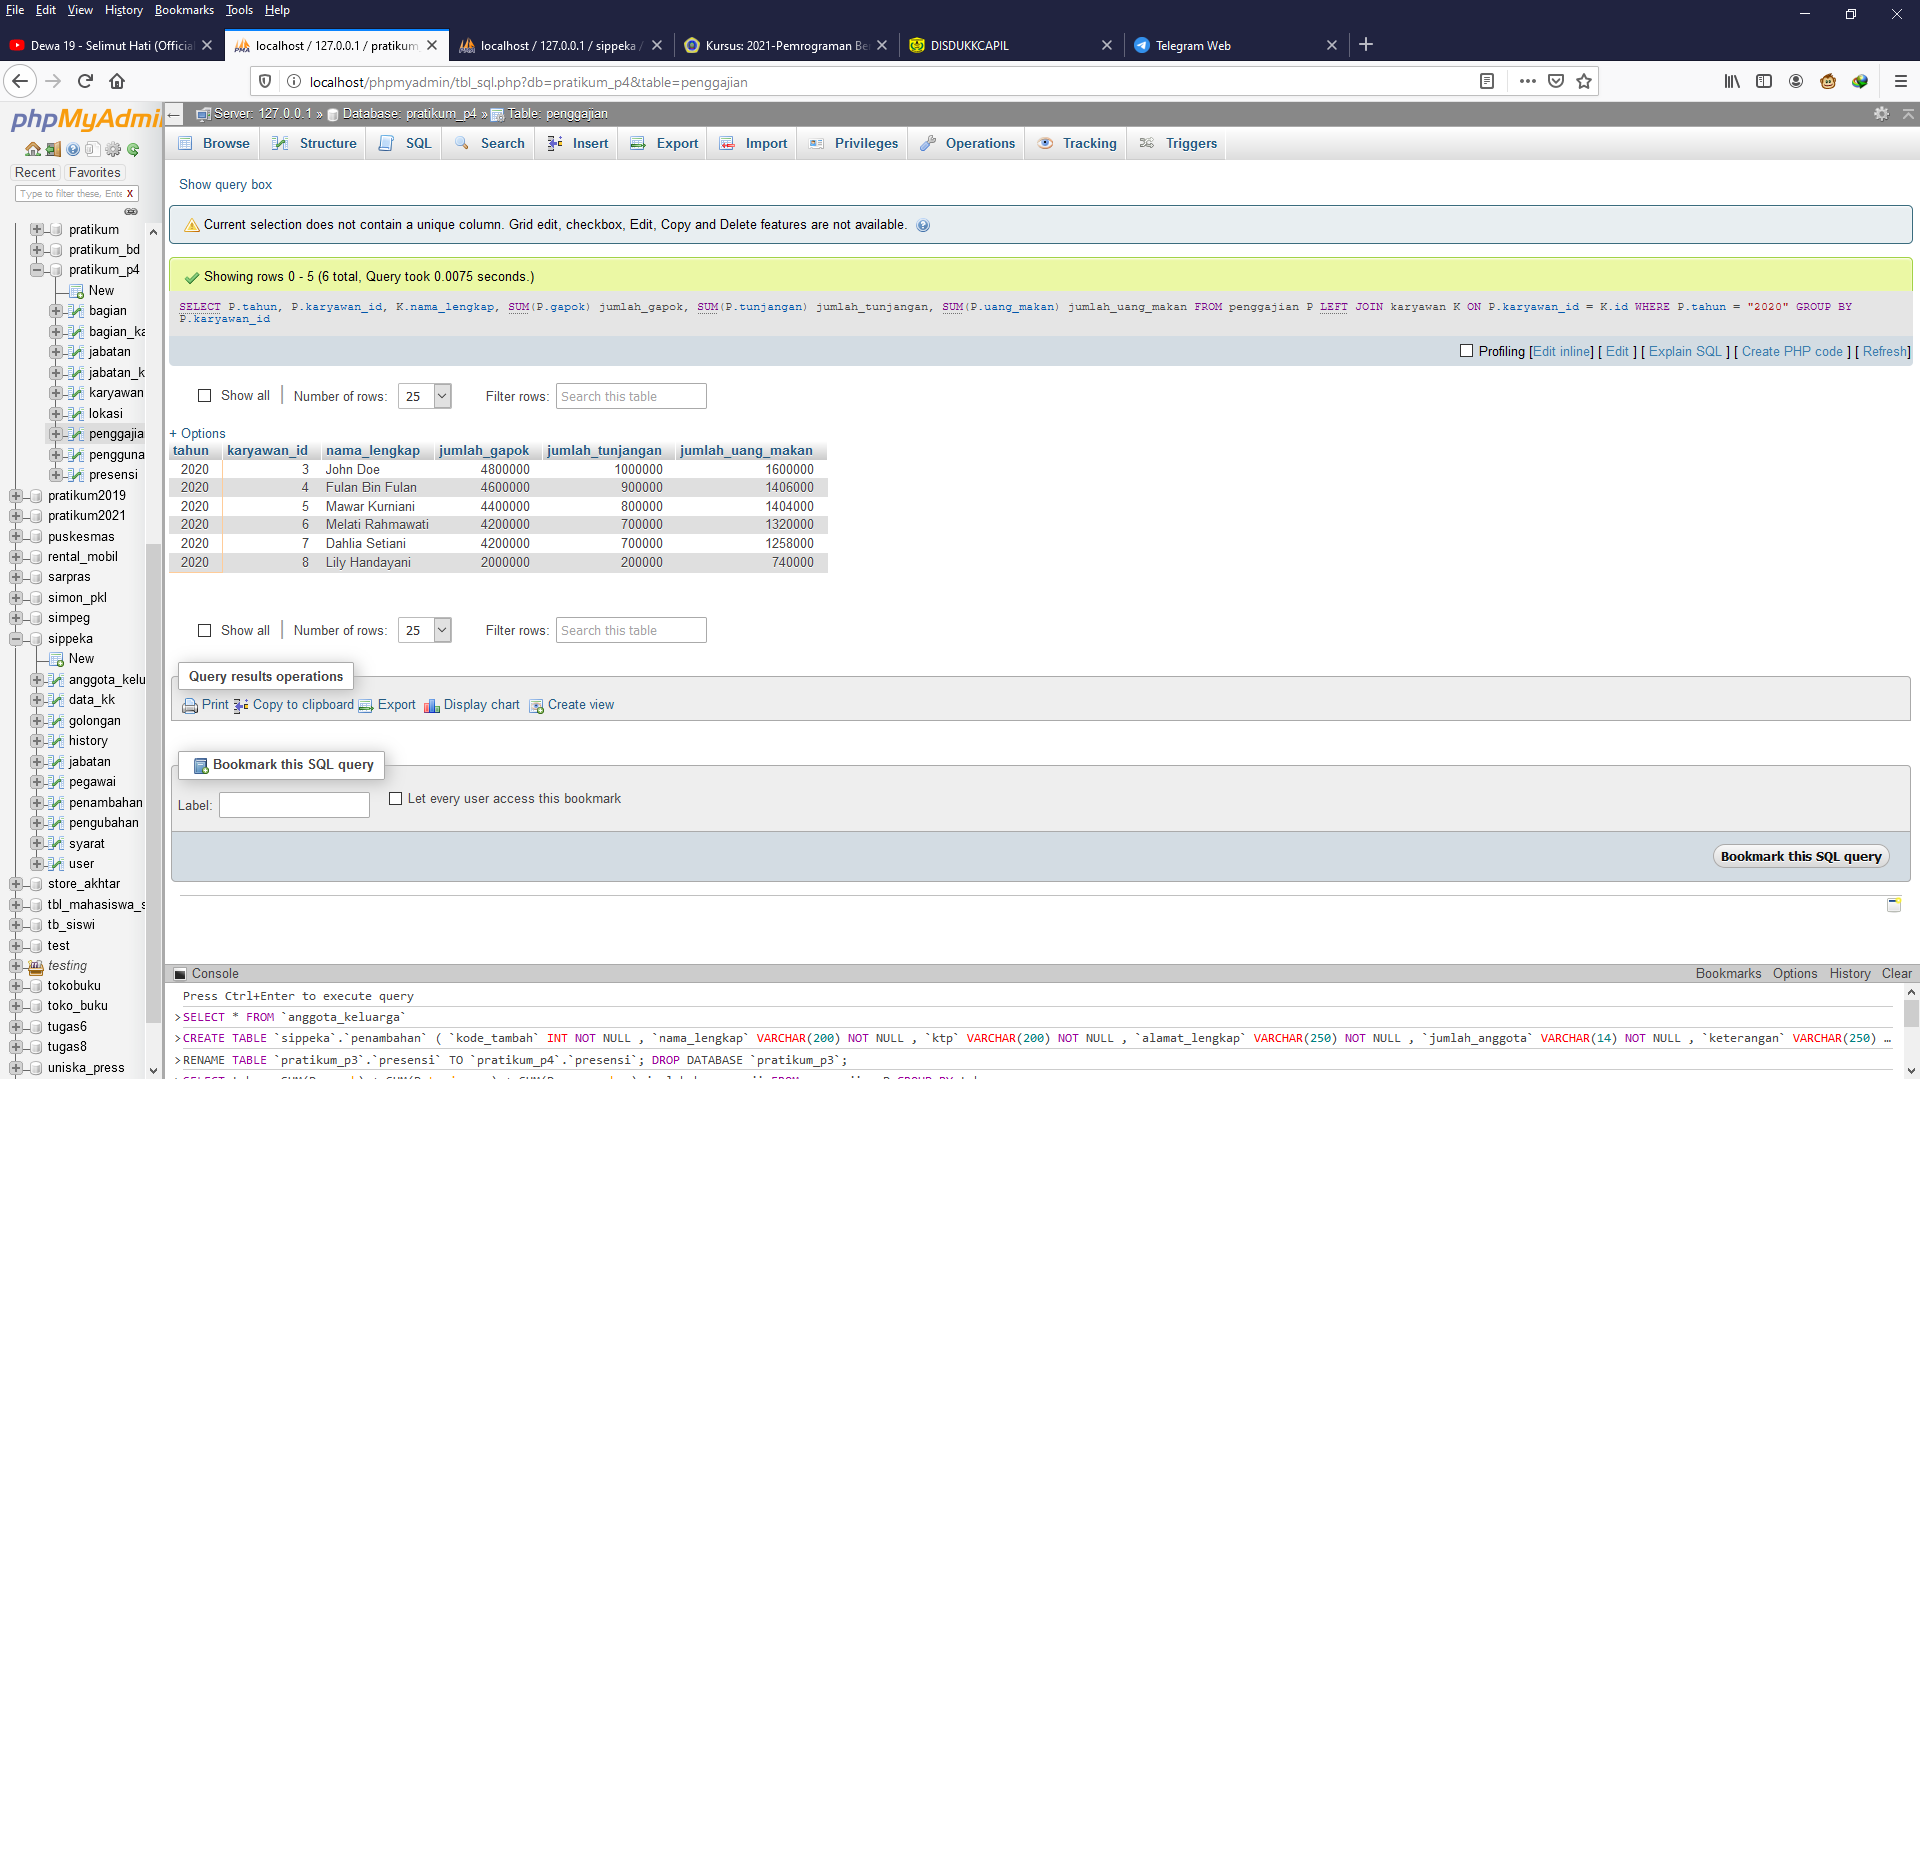 File Edit View History Bookmarks Tools Help
Dewa 19 - Selimut Hati (Official
localhost / 127.0.0.1 / pratikum
localhost / 127.0.0.1 / sippeka /
Kursus: 2021-Pemrograman Be
DISDUKKCAPIL
Telegram Web
localhost/phpmyadmin/tbl_sql.php?db=pratikum_p4&table=penggajian
phpMyAdmi
Recent Favorites
Type to filter these, Ente X
pratikum
pratikum_bd
pratikum_p4
New
bagian
bagian_ka
jabatan
jabatan_k
karyawan
lokasi
penggajia
pengguna
presensi
pratikum2019
pratikum2021
puskesmas
rental_mobil
sarpras
simon_pkl
simpeg
sippeka
New
anggota_kelu
data_kk
golongan
history
jabatan
pegawai
penambahan
pengubahan
syarat
user
store_akhtar
tbl_mahasiswa_s
tb_siswi
test
testing
tokobuku
toko_buku
tugas6
tugas8
uniska_press
Server: 127.0.0.1 » Database: pratikum_p4 » Table: penggajian
Browse Structure SQL Search Insert Export Import Privileges Operations Tracking Triggers
Show query box
Current selection does not contain a unique column. Grid edit, checkbox, Edit, Copy and Delete features are not available.
Showing rows 0 - 5 (6 total, Query took 0.0075 seconds.)
SELECT P.tahun, P.karyawan_id, K.nama_lengkap, SUM(P.gapok) jumlah_gapok, SUM(P.tunjangan) jumlah_tunjangan, SUM(P.uang_makan) jumlah_uang_makan FROM penggajian P LEFT JOIN karyawan K ON P.karyawan_id = K.id WHERE P.tahun = "2020" GROUP BY
P.karyawan_id
Profiling [Edit inline] [ Edit ] [ Explain SQL ] [ Create PHP code ] [ Refresh]
Show all | Number of rows: 25 Filter rows: Search this table
+ Options
tahun karyawan_id nama_lengkap jumlah_gapok jumlah_tunjangan jumlah_uang_makan
2020 3 John Doe 4800000 1000000 1600000
2020 4 Fulan Bin Fulan 4600000 900000 1406000
2020 5 Mawar Kurniani 4400000 800000 1404000
2020 6 Melati Rahmawati 4200000 700000 1320000
2020 7 Dahlia Setiani 4200000 700000 1258000
2020 8 Lily Handayani 2000000 200000 740000
Show all | Number of rows: 25 Filter rows: Search this table
Query results operations
Print Copy to clipboard Export Display chart Create view
Bookmark this SQL query
Label: Let every user access this bookmark
Bookmark this SQL query
Console Bookmarks Options History Clear
Press Ctrl+Enter to execute query
>SELECT * FROM `anggota_keluarga`
>CREATE TABLE `sippeka`.`penambahan` ( `kode_tambah` INT NOT NULL , `nama_lengkap` VARCHAR(200) NOT NULL , `ktp` VARCHAR(200) NOT NULL , `alamat_lengkap` VARCHAR(250) NOT NULL , `jumlah_anggota` VARCHAR(14) NOT NULL , `keterangan` VARCHAR(250) …
>RENAME TABLE `pratikum_p3`.`presensi` TO `pratikum_p4`.`presensi`; DROP DATABASE `pratikum_p3`;